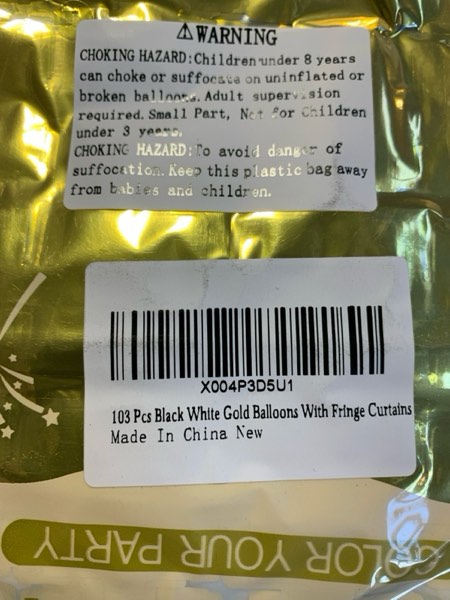 ⚠WARNING
CHOKING HAZARD:Children under 8 years
can choke or suffocate on uninflated or
broken balloons. Adult supervision
required. Small Part, Not for Children
under 3 years.
CHOKING HAZARD:To avoid danger of
suffocation. Keep this plastic bag away
from babies and children.
X004P3D5U1
103 Pcs Black White Gold Balloons With Fringe Curtains
Made In China New
COLOR YOUR PARTY